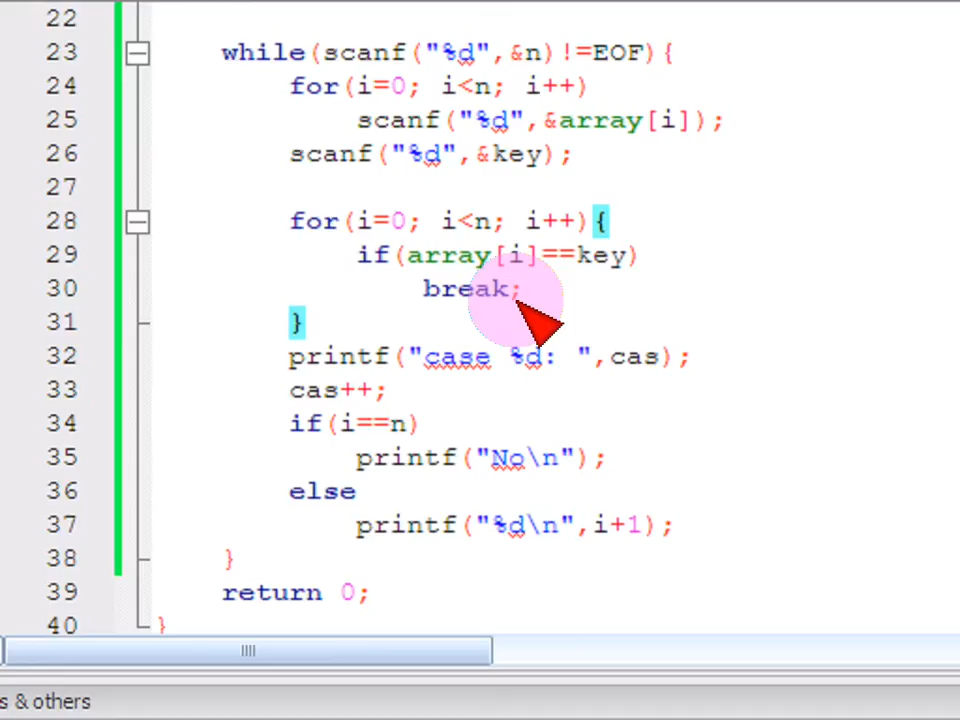 22
23 while(scanf("%d",&n)!=EOF){
24 for(i=0; i<n; i++)
25 scanf("%d",&array[i]);
26 scanf("%d",&key);
27
28 for(i=0; i<n; i++){
29 if(array[i]==key)
30 break;
31 }
32 printf("case %d: ",cas);
33 cas++;
34 if(i==n)
35 printf("No\n");
36 else
37 printf("%d\n",i+1);
38 }
39 return 0;
40 }
s & others